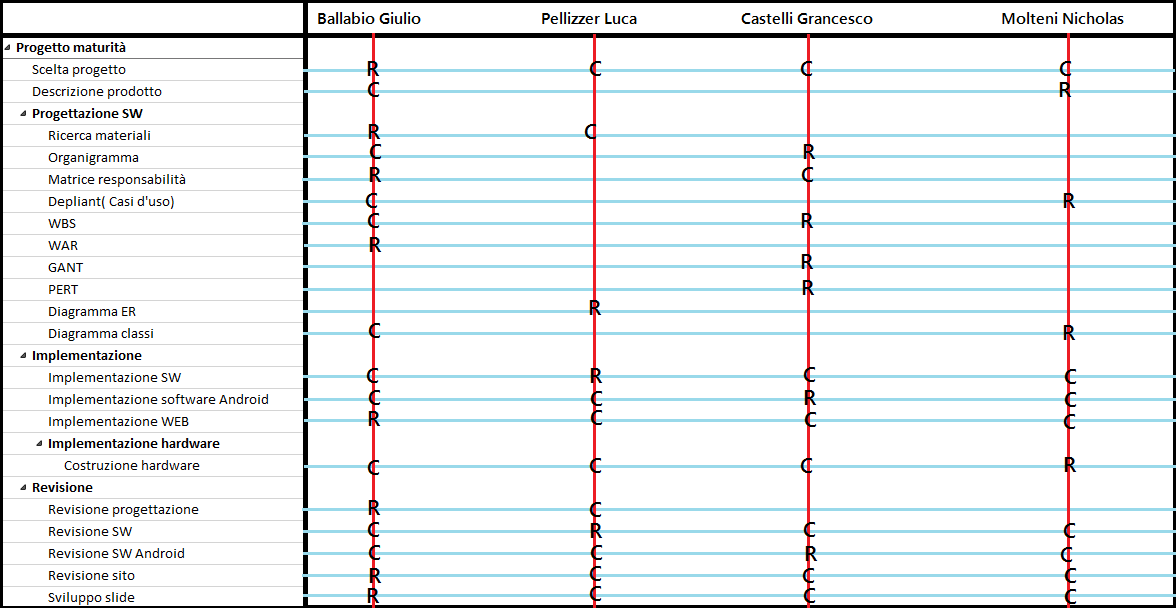 Ballabio Giulio Pellizzer Luca Castelli Grancesco Molteni Nicholas
Progetto maturità
Scelta progetto R C C C
Descrizione prodotto C R
Progettazione SW
Ricerca materiali R C
Organigramma C R
Matrice responsabilità R C
Depliant( Casi d'uso) C R
WBS C R
WAR R
GANT R
PERT R
Diagramma ER R
Diagramma classi C R
Implementazione
Implementazione SW C R C C
Implementazione software Android C C R C
Implementazione WEB R C C C
Implementazione hardware
Costruzione hardware C C C R
Revisione
Revisione progettazione R C
Revisione SW C R C C
Revisione SW Android C C R C
Revisione sito R C C C
Sviluppo slide R C C C